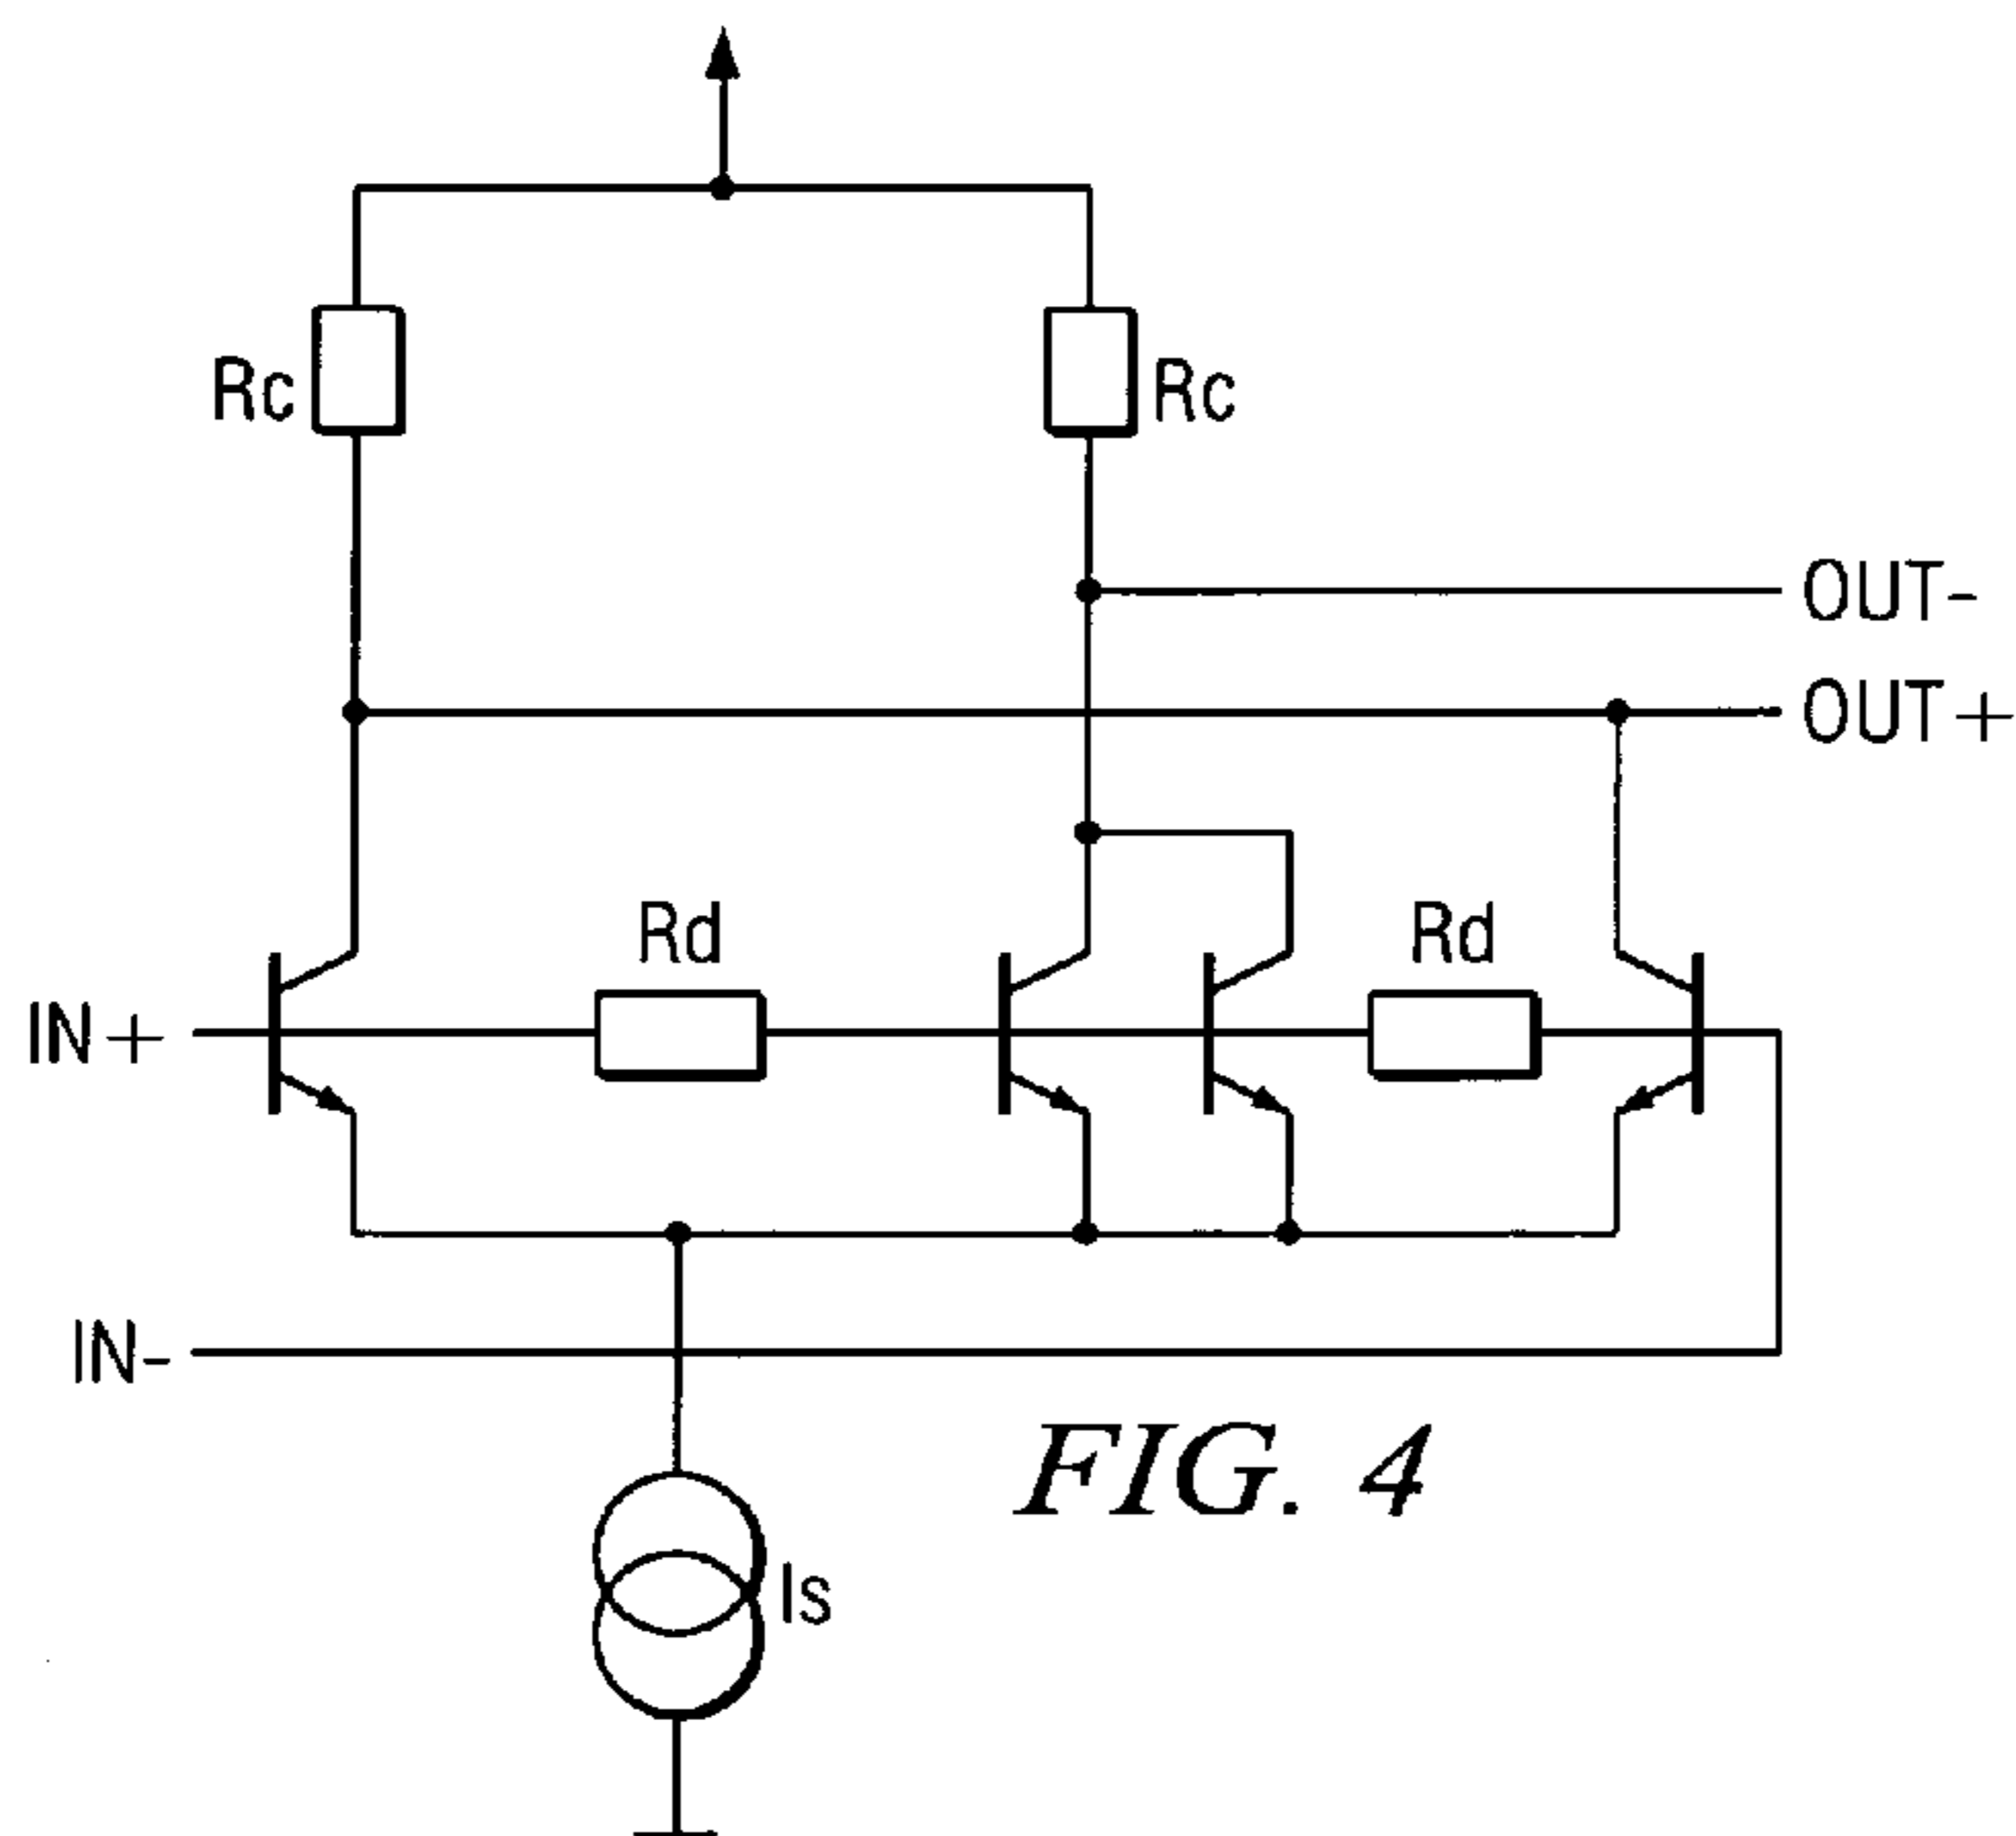 Rc
Rc
OUT-
OUT+
Rd
Rd
IN+
IN-
FIG. 4
Is